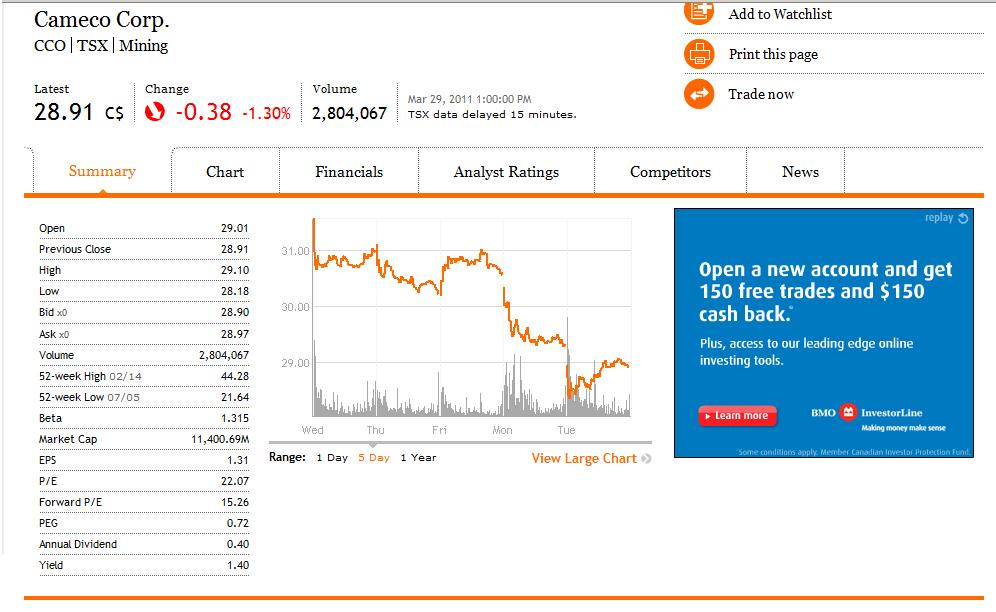 Cameco Corp.
CCO | TSX | Mining
Latest
28.91 C$
Change
-0.38 -1.30%
Volume
2,804,067
Mar 29, 2011 1:00:00 PM
TSX data delayed 15 minutes.
Add to Watchlist
Print this page
Trade now
Summary
Chart
Financials
Analyst Ratings
Competitors
News
Open 29.01
Previous Close 28.91
High 29.10
Low 28.18
Bid x0 28.90
Ask x0 28.97
Volume 2,804,067
52-week High 02/14 44.28
52-week Low 07/05 21.64
Beta 1.315
Market Cap 11,400.69M
EPS 1.31
P/E 22.07
Forward P/E 15.26
PEG 0.72
Annual Dividend 0.40
Yield 1.40
31.00
30.00
29.00
Wed Thu Fri Mon Tue
Range: 1 Day 5 Day 1 Year
View Large Chart
replay
Open a new account and get
150 free trades and $150
cash back.*
Plus, access to our leading edge online
investing tools.
Learn more
BMO InvestorLine
Making money make sense
*Some conditions apply. Member Canadian Investor Protection Fund.